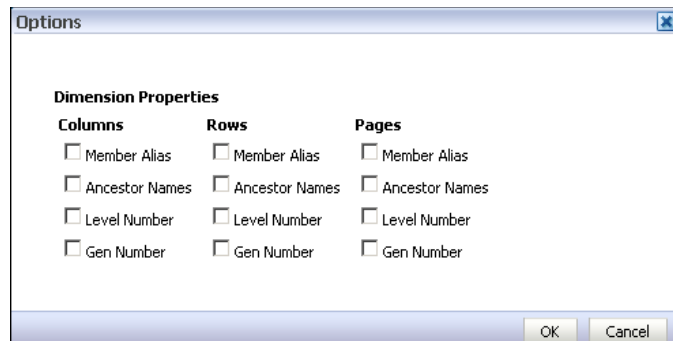 Options
Dimension Properties
Columns Rows Pages
Member Alias Member Alias Member Alias
Ancestor Names Ancestor Names Ancestor Names
Level Number Level Number Level Number
Gen Number Gen Number Gen Number
OK Cancel